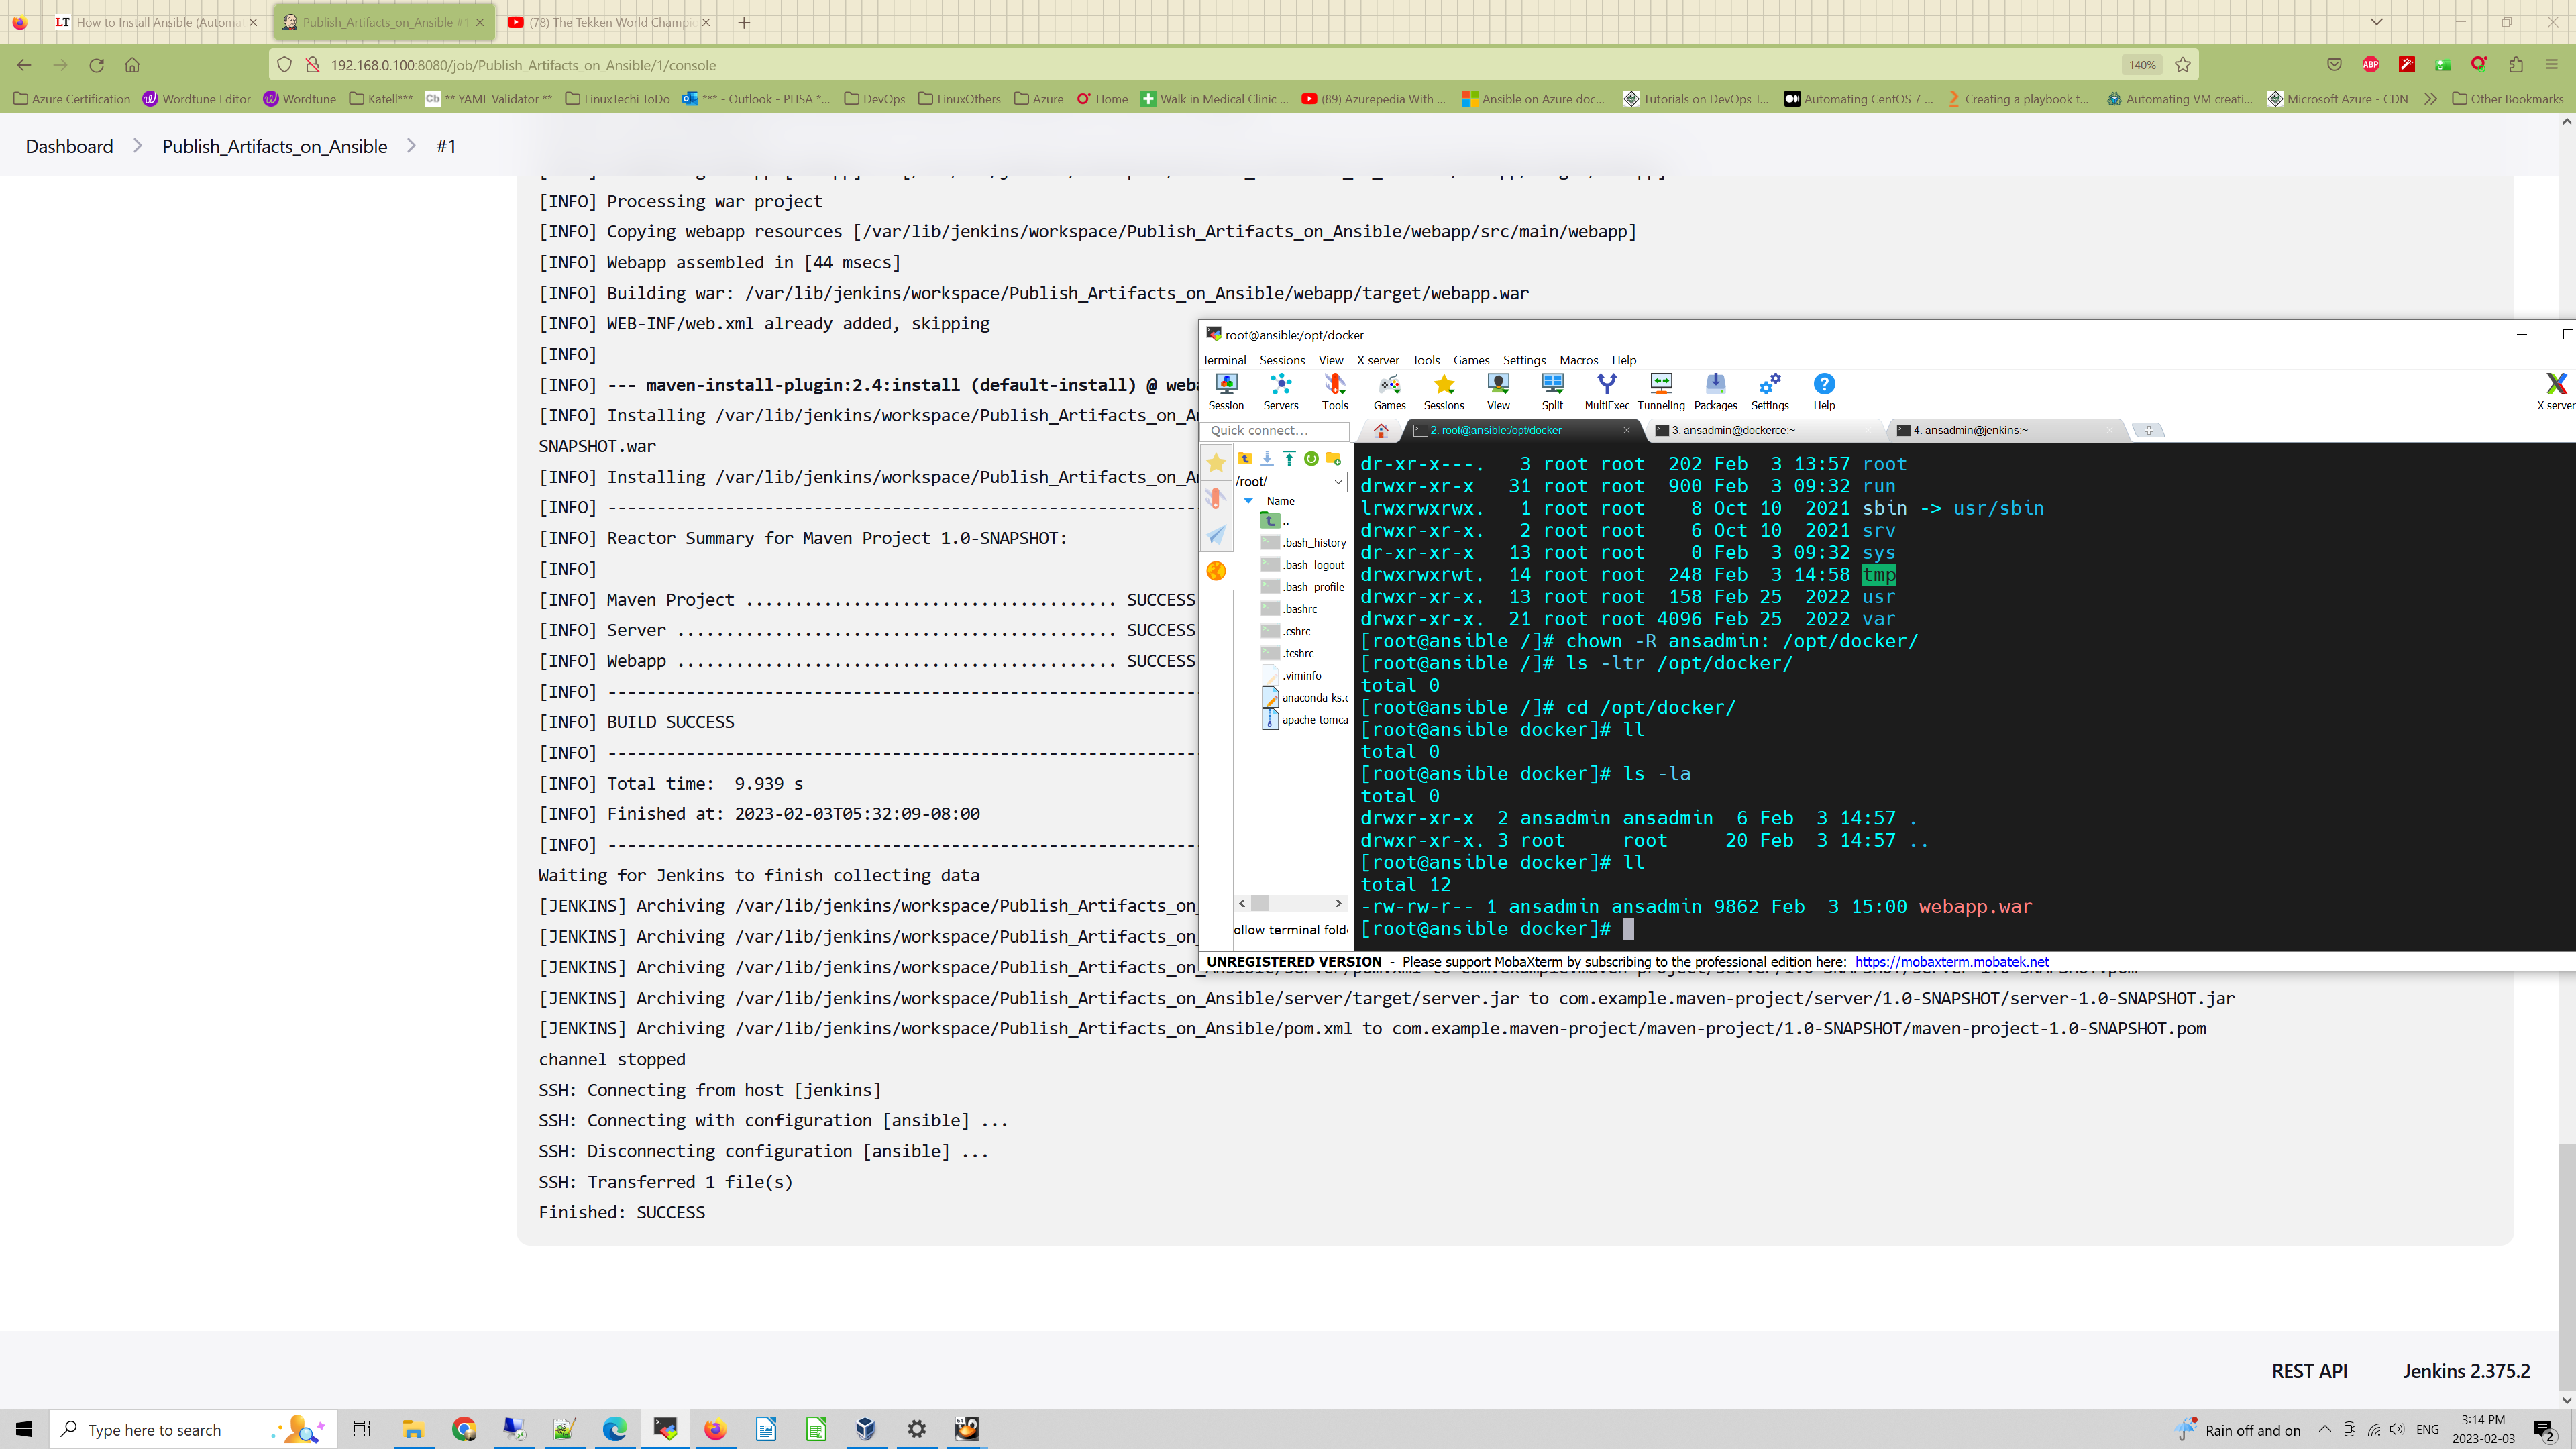 How to Install Ansible (Automa
Publish_Artifacts_on_Ansible #1
(78) The Tekken World Champi
192.168.0.100:8080/job/Publish_Artifacts_on_Ansible/1/console
140%
Azure Certification
Wordtune Editor
Wordtune
Katell***
** YAML Validator **
LinuxTechi ToDo
*** - Outlook - PHSA *...
DevOps
LinuxOthers
Azure
Home
Walk in Medical Clinic ...
(89) Azurepedia With ...
Ansible on Azure doc...
Tutorials on DevOps T...
Automating CentOS 7 ...
Creating a playbook t...
Automating VM creati...
Microsoft Azure - CDN
Other Bookmarks
Dashboard > Publish_Artifacts_on_Ansible > #1
[INFO] Processing war project
[INFO] Copying webapp resources [/var/lib/jenkins/workspace/Publish_Artifacts_on_Ansible/webapp/src/main/webapp]
[INFO] Webapp assembled in [44 msecs]
[INFO] Building war: /var/lib/jenkins/workspace/Publish_Artifacts_on_Ansible/webapp/target/webapp.war
[INFO] WEB-INF/web.xml already added, skipping
[INFO]
[INFO] --- maven-install-plugin:2.4:install (default-install) @ weba
[INFO] Installing /var/lib/jenkins/workspace/Publish_Artifacts_on_An
SNAPSHOT.war
[INFO] Installing /var/lib/jenkins/workspace/Publish_Artifacts_on_An
[INFO] -------------------------------------------------------------
[INFO] Reactor Summary for Maven Project 1.0-SNAPSHOT:
[INFO]
[INFO] Maven Project ...................................... SUCCESS
[INFO] Server ............................................. SUCCESS
[INFO] Webapp ............................................. SUCCESS
[INFO] -------------------------------------------------------------
[INFO] BUILD SUCCESS
[INFO] -------------------------------------------------------------
[INFO] Total time:  9.939 s
[INFO] Finished at: 2023-02-03T05:32:09-08:00
[INFO] -------------------------------------------------------------
Waiting for Jenkins to finish collecting data
[JENKINS] Archiving /var/lib/jenkins/workspace/Publish_Artifacts_on_
[JENKINS] Archiving /var/lib/jenkins/workspace/Publish_Artifacts_on_
[JENKINS] Archiving /var/lib/jenkins/workspace/Publish_Artifacts_on_Ansible/server/pom.xml to com.example.maven-project/server/1.0-SNAPSHOT/server-1.0-SNAPSHOT.pom
[JENKINS] Archiving /var/lib/jenkins/workspace/Publish_Artifacts_on_Ansible/server/target/server.jar to com.example.maven-project/server/1.0-SNAPSHOT/server-1.0-SNAPSHOT.jar
[JENKINS] Archiving /var/lib/jenkins/workspace/Publish_Artifacts_on_Ansible/pom.xml to com.example.maven-project/maven-project/1.0-SNAPSHOT/maven-project-1.0-SNAPSHOT.pom
channel stopped
SSH: Connecting from host [jenkins]
SSH: Connecting with configuration [ansible] ...
SSH: Disconnecting configuration [ansible] ...
SSH: Transferred 1 file(s)
Finished: SUCCESS
root@ansible:/opt/docker
Terminal Sessions View X server Tools Games Settings Macros Help
Session Servers Tools Games Sessions View Split MultiExec Tunneling Packages Settings Help
X server
Quick connect...
2. root@ansible:/opt/docker
3. ansadmin@dockerce:~
4. ansadmin@jenkins:~
/root/
Name
..
.bash_history
.bash_logout
.bash_profile
.bashrc
.cshrc
.tcshrc
.viminfo
anaconda-ks.c
apache-tomca
ollow terminal folde
dr-xr-x---.   3 root root  202 Feb  3 13:57 root
drwxr-xr-x   31 root root  900 Feb  3 09:32 run
lrwxrwxrwx.   1 root root    8 Oct 10  2021 sbin -> usr/sbin
drwxr-xr-x.   2 root root    6 Oct 10  2021 srv
dr-xr-xr-x   13 root root    0 Feb  3 09:32 sys
drwxrwxrwt.  14 root root  248 Feb  3 14:58 tmp
drwxr-xr-x.  13 root root  158 Feb 25  2022 usr
drwxr-xr-x.  21 root root 4096 Feb 25  2022 var
[root@ansible /]# chown -R ansadmin: /opt/docker/
[root@ansible /]# ls -ltr /opt/docker/
total 0
[root@ansible /]# cd /opt/docker/
[root@ansible docker]# ll
total 0
[root@ansible docker]# ls -la
total 0
drwxr-xr-x  2 ansadmin ansadmin  6 Feb  3 14:57 .
drwxr-xr-x. 3 root     root     20 Feb  3 14:57 ..
[root@ansible docker]# ll
total 12
-rw-rw-r-- 1 ansadmin ansadmin 9862 Feb  3 15:00 webapp.war
[root@ansible docker]#
UNREGISTERED VERSION  -  Please support MobaXterm by subscribing to the professional edition here:  https://mobaxterm.mobatek.net
REST API
Jenkins 2.375.2
Type here to search
Rain off and on
ENG
3:14 PM
2023-02-03
2